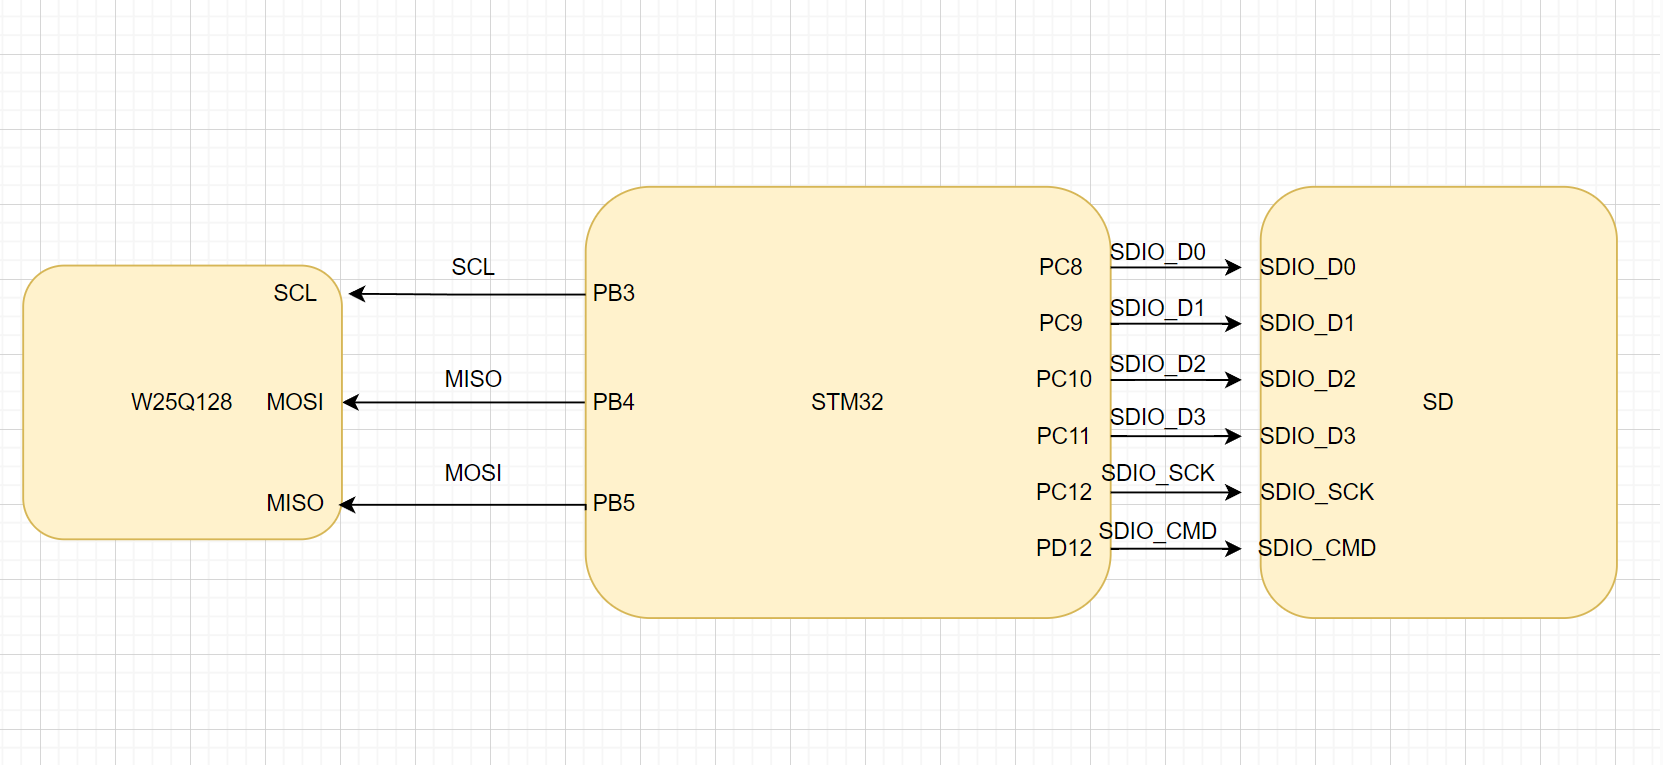 W25Q128
SCL
MOSI
MISO
SCL
MISO
MOSI
PB3
PB4
PB5
STM32
PC8
PC9
PC10
PC11
PC12
PD12
SDIO_D0
SDIO_D1
SDIO_D2
SDIO_D3
SDIO_SCK
SDIO_CMD
SDIO_D0
SDIO_D1
SDIO_D2
SDIO_D3
SDIO_SCK
SDIO_CMD
SD